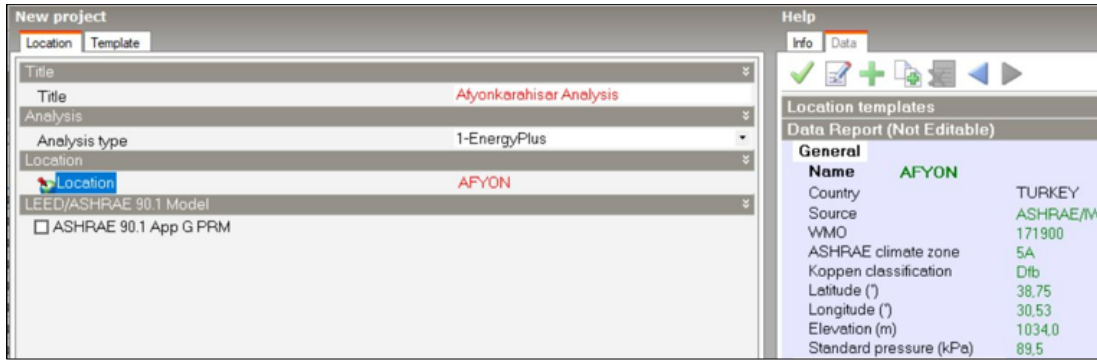 New project
Location Template
Title
Title Afyonkarahisar Analysis
Analysis
Analysis type 1-EnergyPlus
Location
Location AFYON
LEED/ASHRAE 90.1 Model
ASHRAE 90.1 App G PRM
Help
Info Data
Location templates
Data Report (Not Editable)
General
Name AFYON
Country TURKEY
Source ASHRAE/IW
WMO 171900
ASHRAE climate zone 5A
Koppen classification Dfb
Latitude (°) 38,75
Longitude (°) 30,53
Elevation (m) 1034,0
Standard pressure (kPa) 89,5